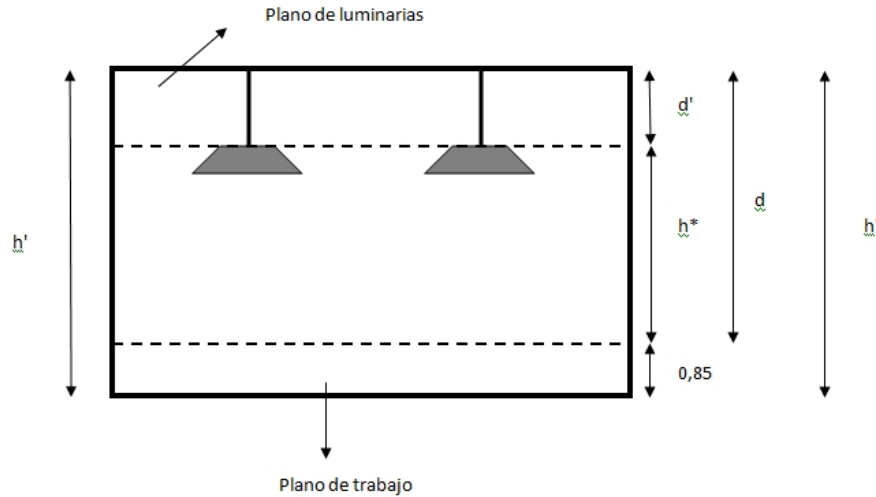 Plano de luminarias
d'
h*
d
h'
h'
0,85
Plano de trabajo